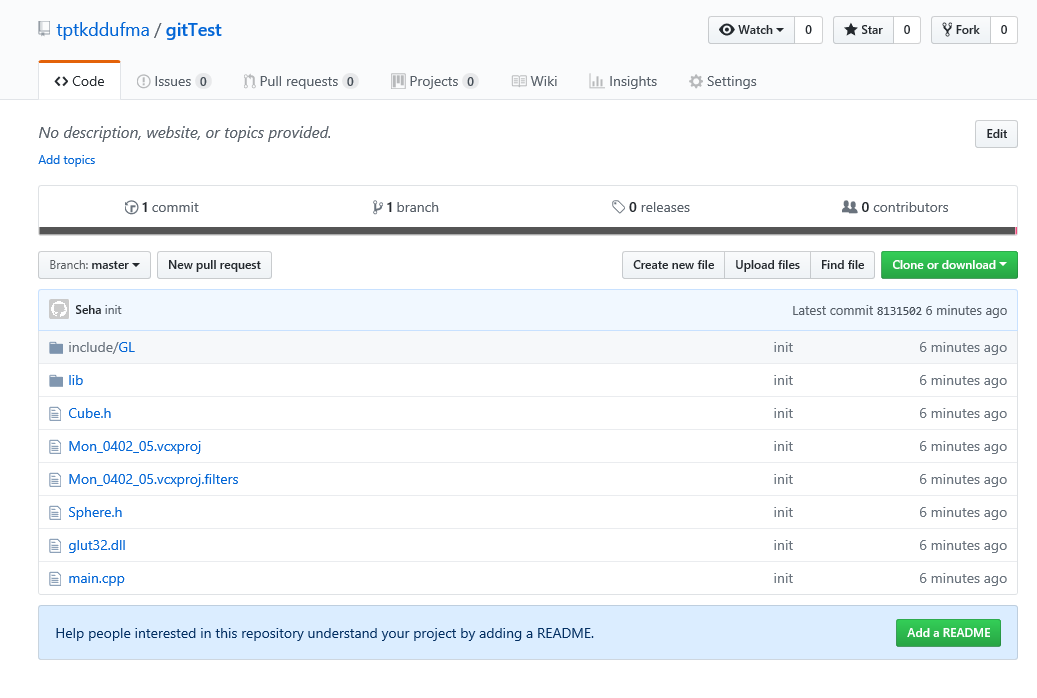 tptkddufma / gitTest Watch 0 Star 0 Fork 0
Code Issues 0 Pull requests 0 Projects 0 Wiki Insights Settings
No description, website, or topics provided. Edit
Add topics
1 commit 1 branch 0 releases 0 contributors
Branch: master New pull request Create new file Upload files Find file Clone or download
Seha init Latest commit 8131502 6 minutes ago
include/GL init 6 minutes ago
lib init 6 minutes ago
Cube.h init 6 minutes ago
Mon_0402_05.vcxproj init 6 minutes ago
Mon_0402_05.vcxproj.filters init 6 minutes ago
Sphere.h init 6 minutes ago
glut32.dll init 6 minutes ago
main.cpp init 6 minutes ago
Help people interested in this repository understand your project by adding a README. Add a README